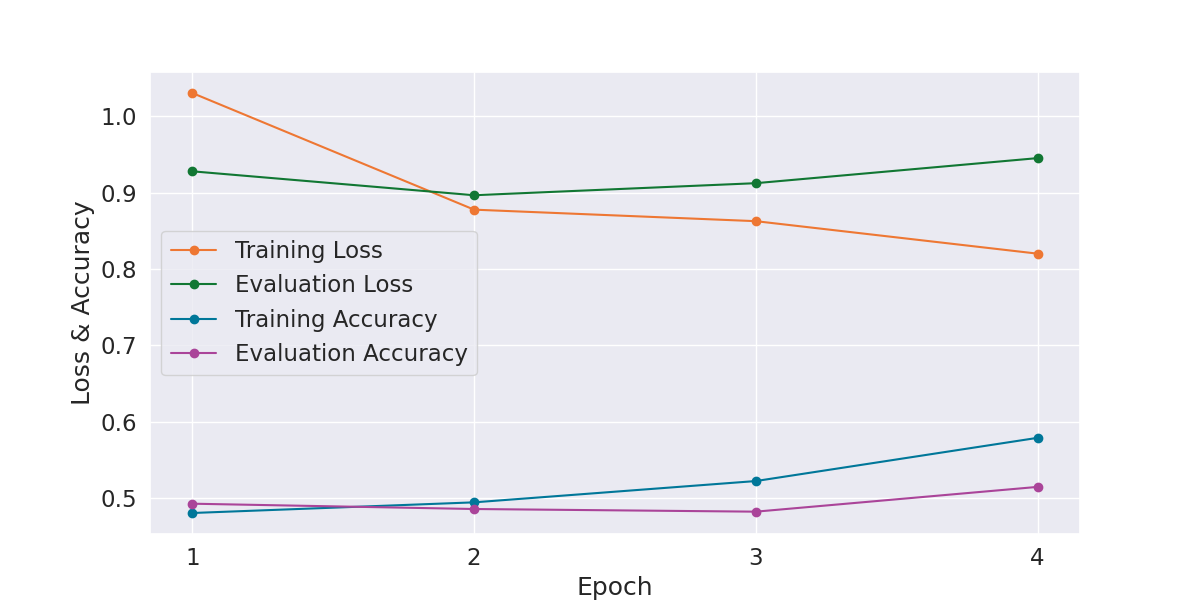 Loss & Accuracy
1.0
0.9
0.8
0.7
0.6
0.5
Training Loss
Evaluation Loss
Training Accuracy
Evaluation Accuracy
1 2 3 4
Epoch